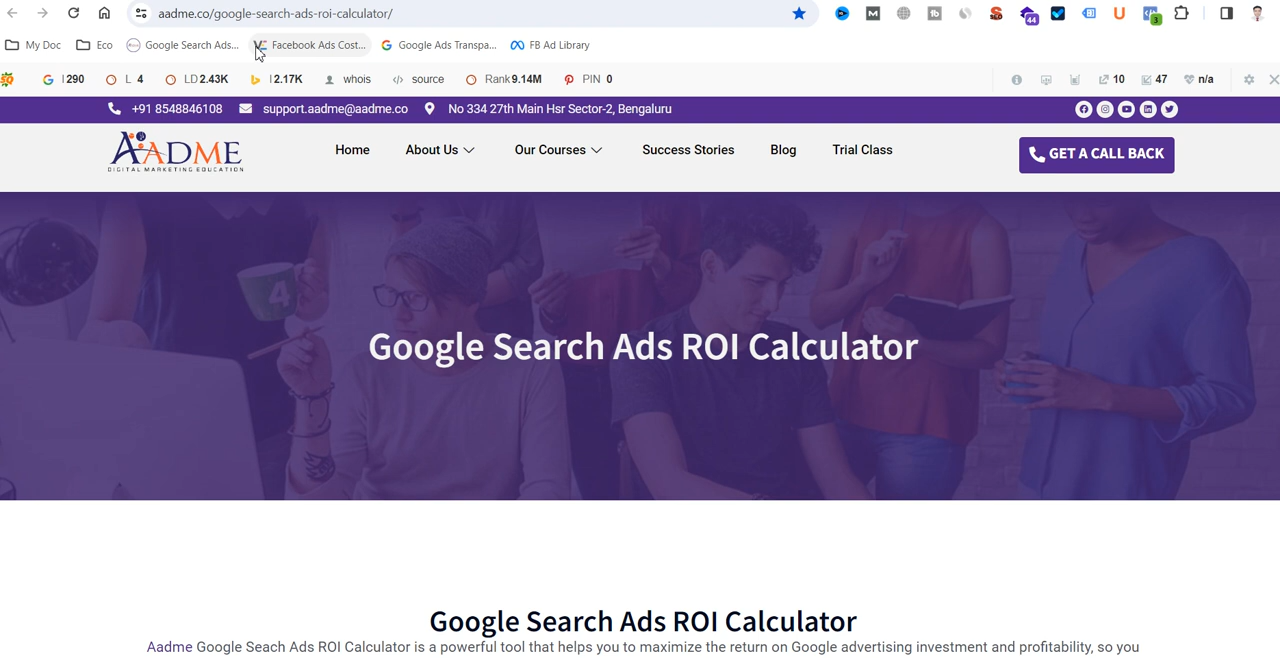 aadme.co/google-search-ads-roi-calculator/
44
3
My Doc Eco Google Search Ads... Facebook Ads Cost... Google Ads Transpa... FB Ad Library
I 290 L 4 LD 2.43K I 2.17K whois source Rank 9.14M PIN 0 10 47 n/a
+91 8548846108 support.aadme@aadme.co No 334 27th Main Hsr Sector-2, Bengaluru
AADME
DIGITAL MARKETING EDUCATION
Home About Us Our Courses Success Stories Blog Trial Class
GET A CALL BACK
4
Google Search Ads ROI Calculator
Google Search Ads ROI Calculator
Aadme Google Seach Ads ROI Calculator is a powerful tool that helps you to maximize the return on Google advertising investment and profitability, so you